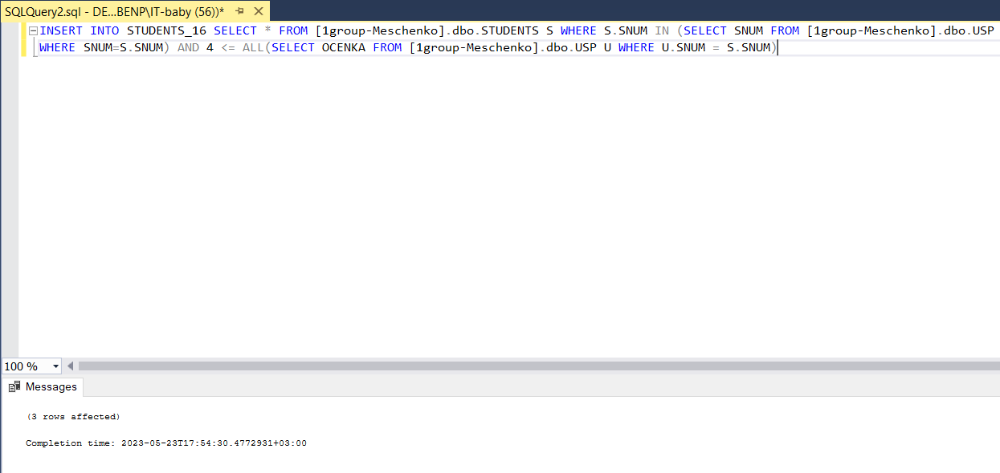 SQLQuery2.sql - DE...BENP\IT-baby (56))*
INSERT INTO STUDENTS_16 SELECT * FROM [1group-Meschenko].dbo.STUDENTS S WHERE S.SNUM IN (SELECT SNUM FROM [1group-Meschenko].dbo.USP
WHERE SNUM=S.SNUM) AND 4 <= ALL(SELECT OCENKA FROM [1group-Meschenko].dbo.USP U WHERE U.SNUM = S.SNUM)
100 %
Messages
(3 rows affected)
Completion time: 2023-05-23T17:54:30.4772931+03:00